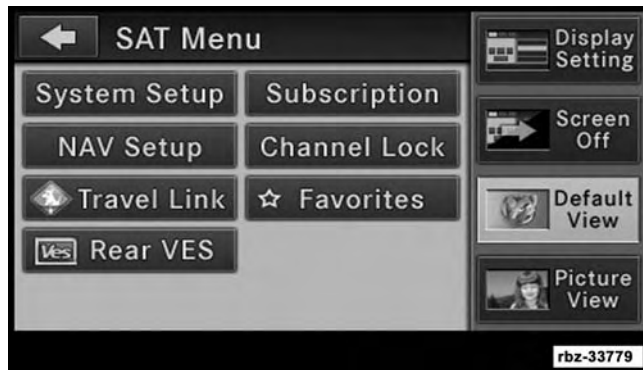 SAT Menu
System Setup
Subscription
NAV Setup
Channel Lock
Travel Link
Favorites
Ves Rear VES
Display
Setting
Screen
Off
Default
View
Picture
View
rbz-33779